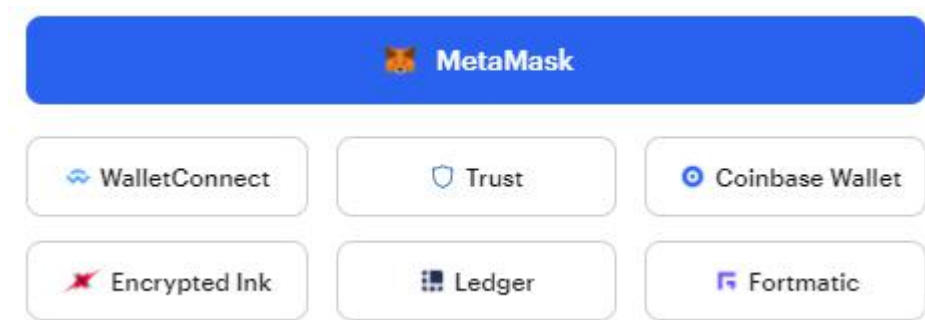 MetaMask
WalletConnect
Trust
Coinbase Wallet
Encrypted Ink
Ledger
Fortmatic